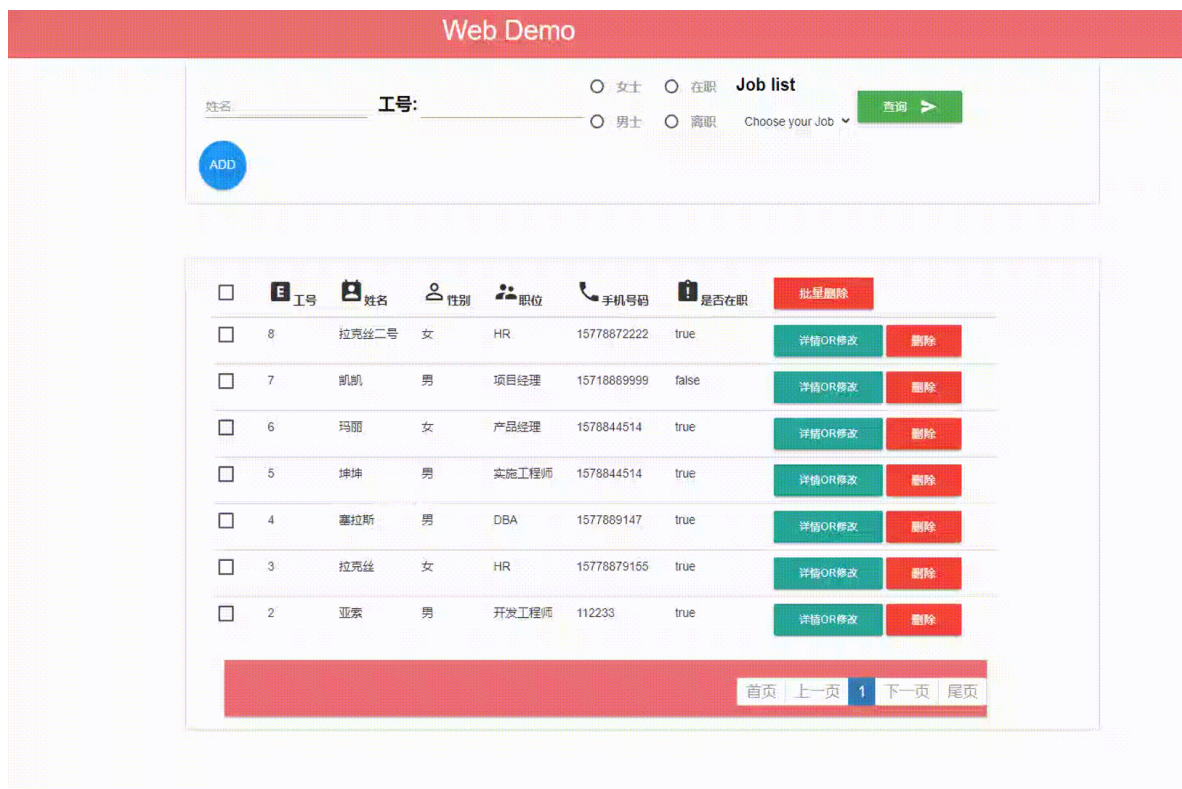 Web Demo
姓名 工号: 女士 在职 Job list 查询
男士 离职 Choose your Job
ADD
工号 姓名 性别 职位 手机号码 是否在职 批量删除
8 拉克丝二号 女 HR 15778872222 true 详情OR修改 删除
7 凯凯 男 项目经理 15718889999 false 详情OR修改 删除
6 玛丽 女 产品经理 1578844514 true 详情OR修改 删除
5 坤坤 男 实施工程师 1578844514 true 详情OR修改 删除
4 塞拉斯 男 DBA 1577889147 true 详情OR修改 删除
3 拉克丝 女 HR 15778879155 true 详情OR修改 删除
2 亚索 男 开发工程师 112233 true 详情OR修改 删除
首页 上一页 1 下一页 尾页